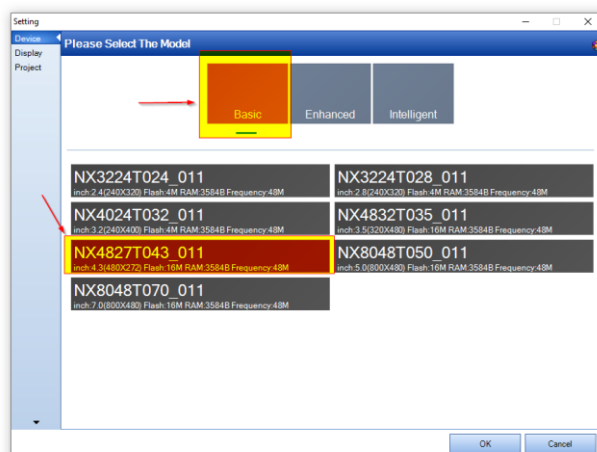 Setting
Device
Display
Project
Please Select The Model
Basic
Enhanced
Intelligent
NX3224T024_011
inch:2.4(240X320) Flash:4M RAM:3584B Frequency:48M
NX3224T028_011
inch:2.8(240X320) Flash:4M RAM:3584B Frequency:48M
NX4024T032_011
inch:3.2(240X400) Flash:4M RAM:3584B Frequency:48M
NX4832T035_011
inch:3.5(320X480) Flash:16M RAM:3584B Frequency:48M
NX4827T043_011
inch:4.3(480X272) Flash:16M RAM:3584B Frequency:48M
NX8048T050_011
inch:5.0(800X480) Flash:16M RAM:3584B Frequency:48M
NX8048T070_011
inch:7.0(800X480) Flash:16M RAM:3584B Frequency:48M
OK
Cancel